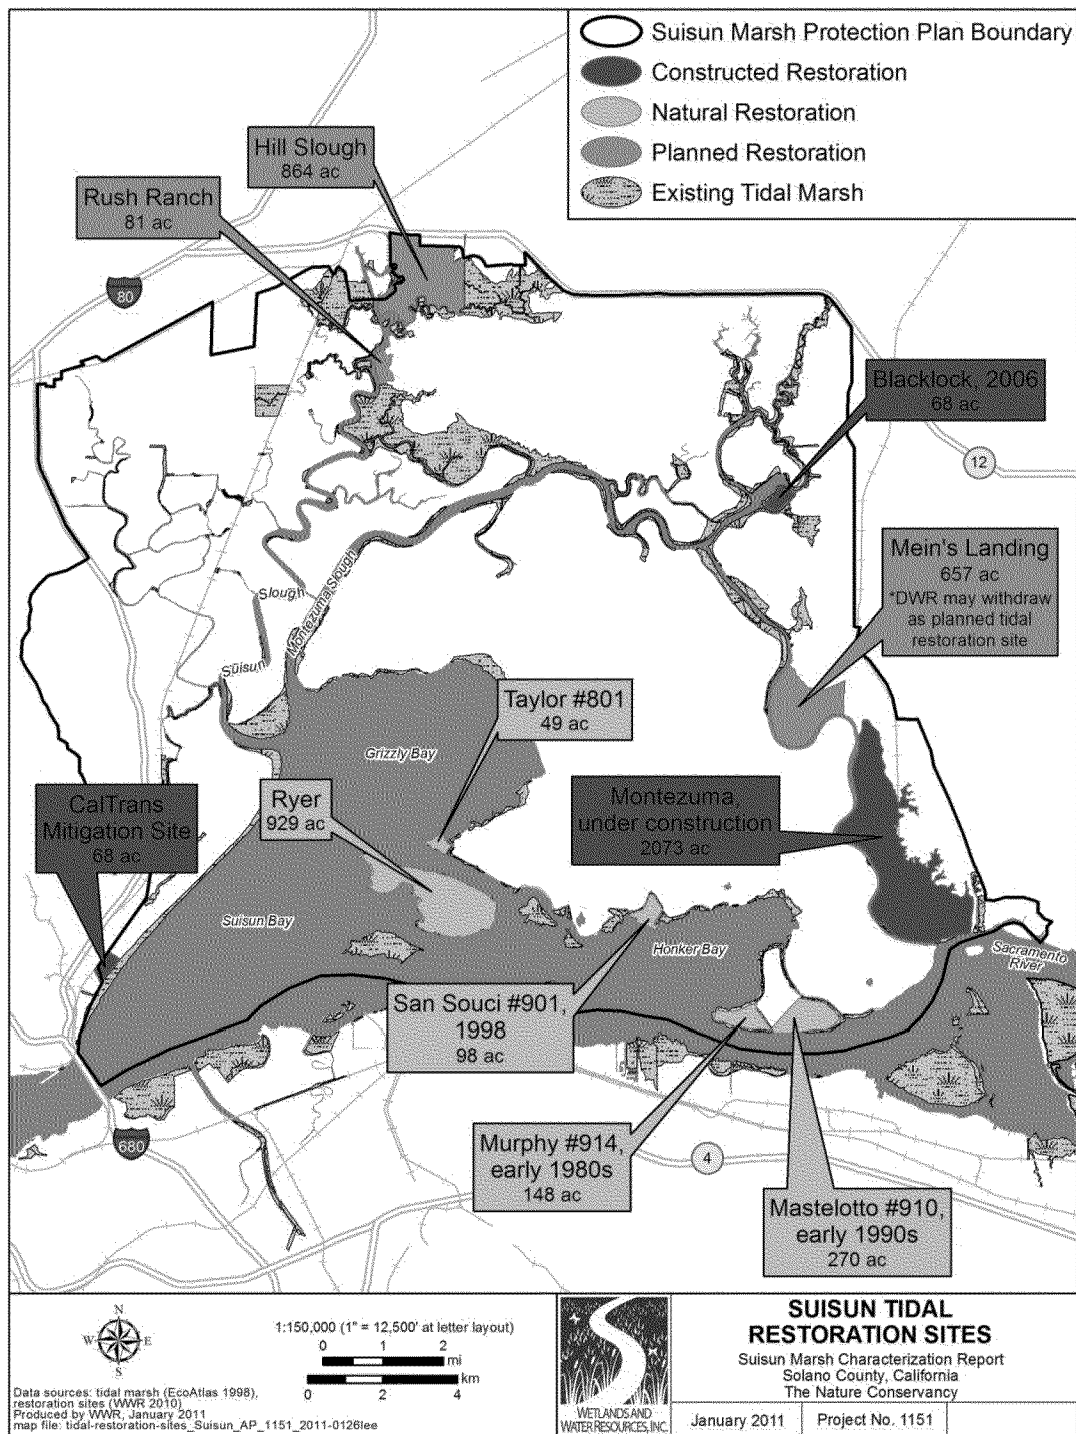 Suisun Marsh Protection Plan Boundary
Constructed Restoration
Natural Restoration
Planned Restoration
Existing Tidal Marsh
Hill Slough
864 ac
Rush Ranch
81 ac
80
Blacklock, 2006
68 ac
12
Mein's Landing
657 ac
*DWR may withdraw
as planned tidal
restoration site
Montezuma Slough
Slough
Suisun
Taylor #801
49 ac
Grizzly Bay
Ryer
929 ac
CalTrans
Mitigation Site
68 ac
Montezuma,
under construction
2073 ac
Suisun Bay
Honker Bay
Sacramento
River
San Souci #901,
1998
98 ac
680
4
Murphy #914,
early 1980s
148 ac
Mastelotto #910,
early 1990s
270 ac
N
W E
S
1:150,000 (1" = 12,500' at letter layout)
0 1 2
mi
km
0 2 4
Data sources: tidal marsh (EcoAtlas 1998),
restoration sites (WWR 2010)
Produced by WWR, January 2011
map file: tidal-restoration-sites_Suisun_AP_1151_2011-0126lee
WETLANDS AND
WATER RESOURCES, INC.
SUISUN TIDAL
RESTORATION SITES
Suisun Marsh Characterization Report
Solano County, California
The Nature Conservancy
January 2011
Project No. 1151